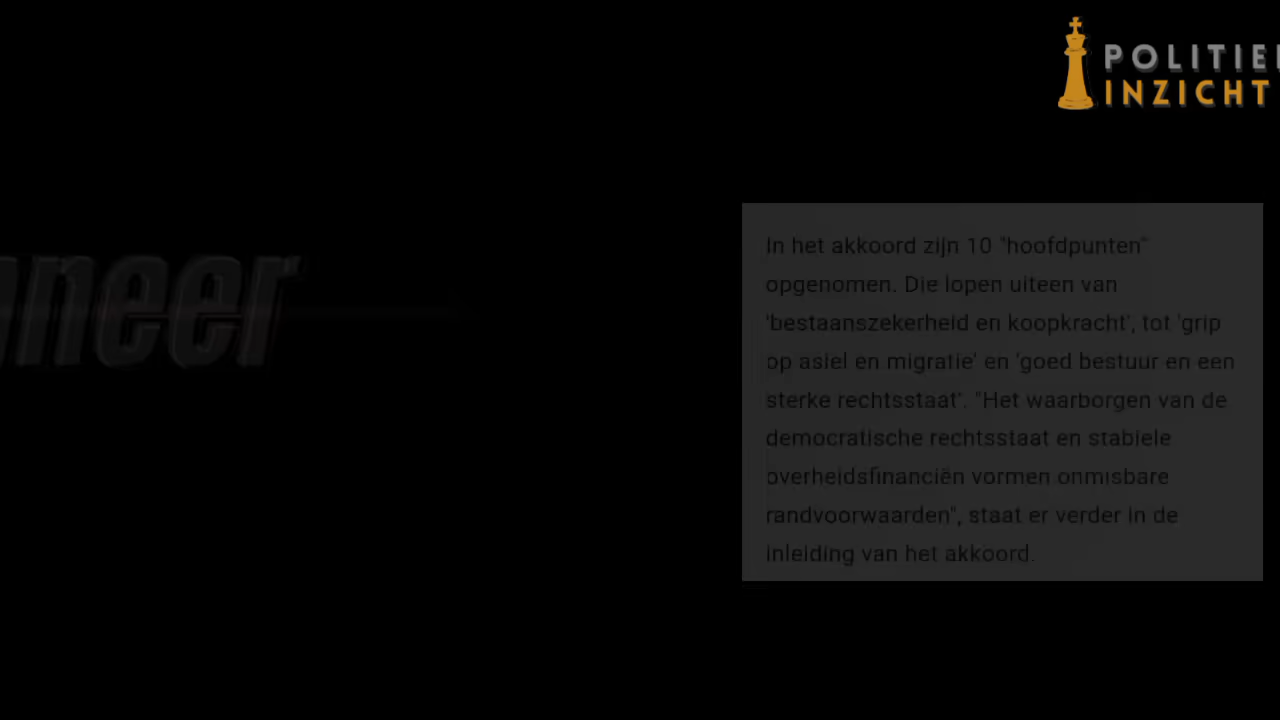 POLITIE
INZICHT
neer
In het akkoord zijn 10 "hoofdpunten"
opgenomen. Die lopen uiteen van
'bestaanszekerheid en koopkracht', tot 'grip
op asiel en migratie' en 'goed bestuur en een
sterke rechtsstaat'. "Het waarborgen van de
democratische rechtsstaat en stabiele
overheidsfinanciën vormen onmisbare
randvoorwaarden", staat er verder in de
inleiding van het akkoord.